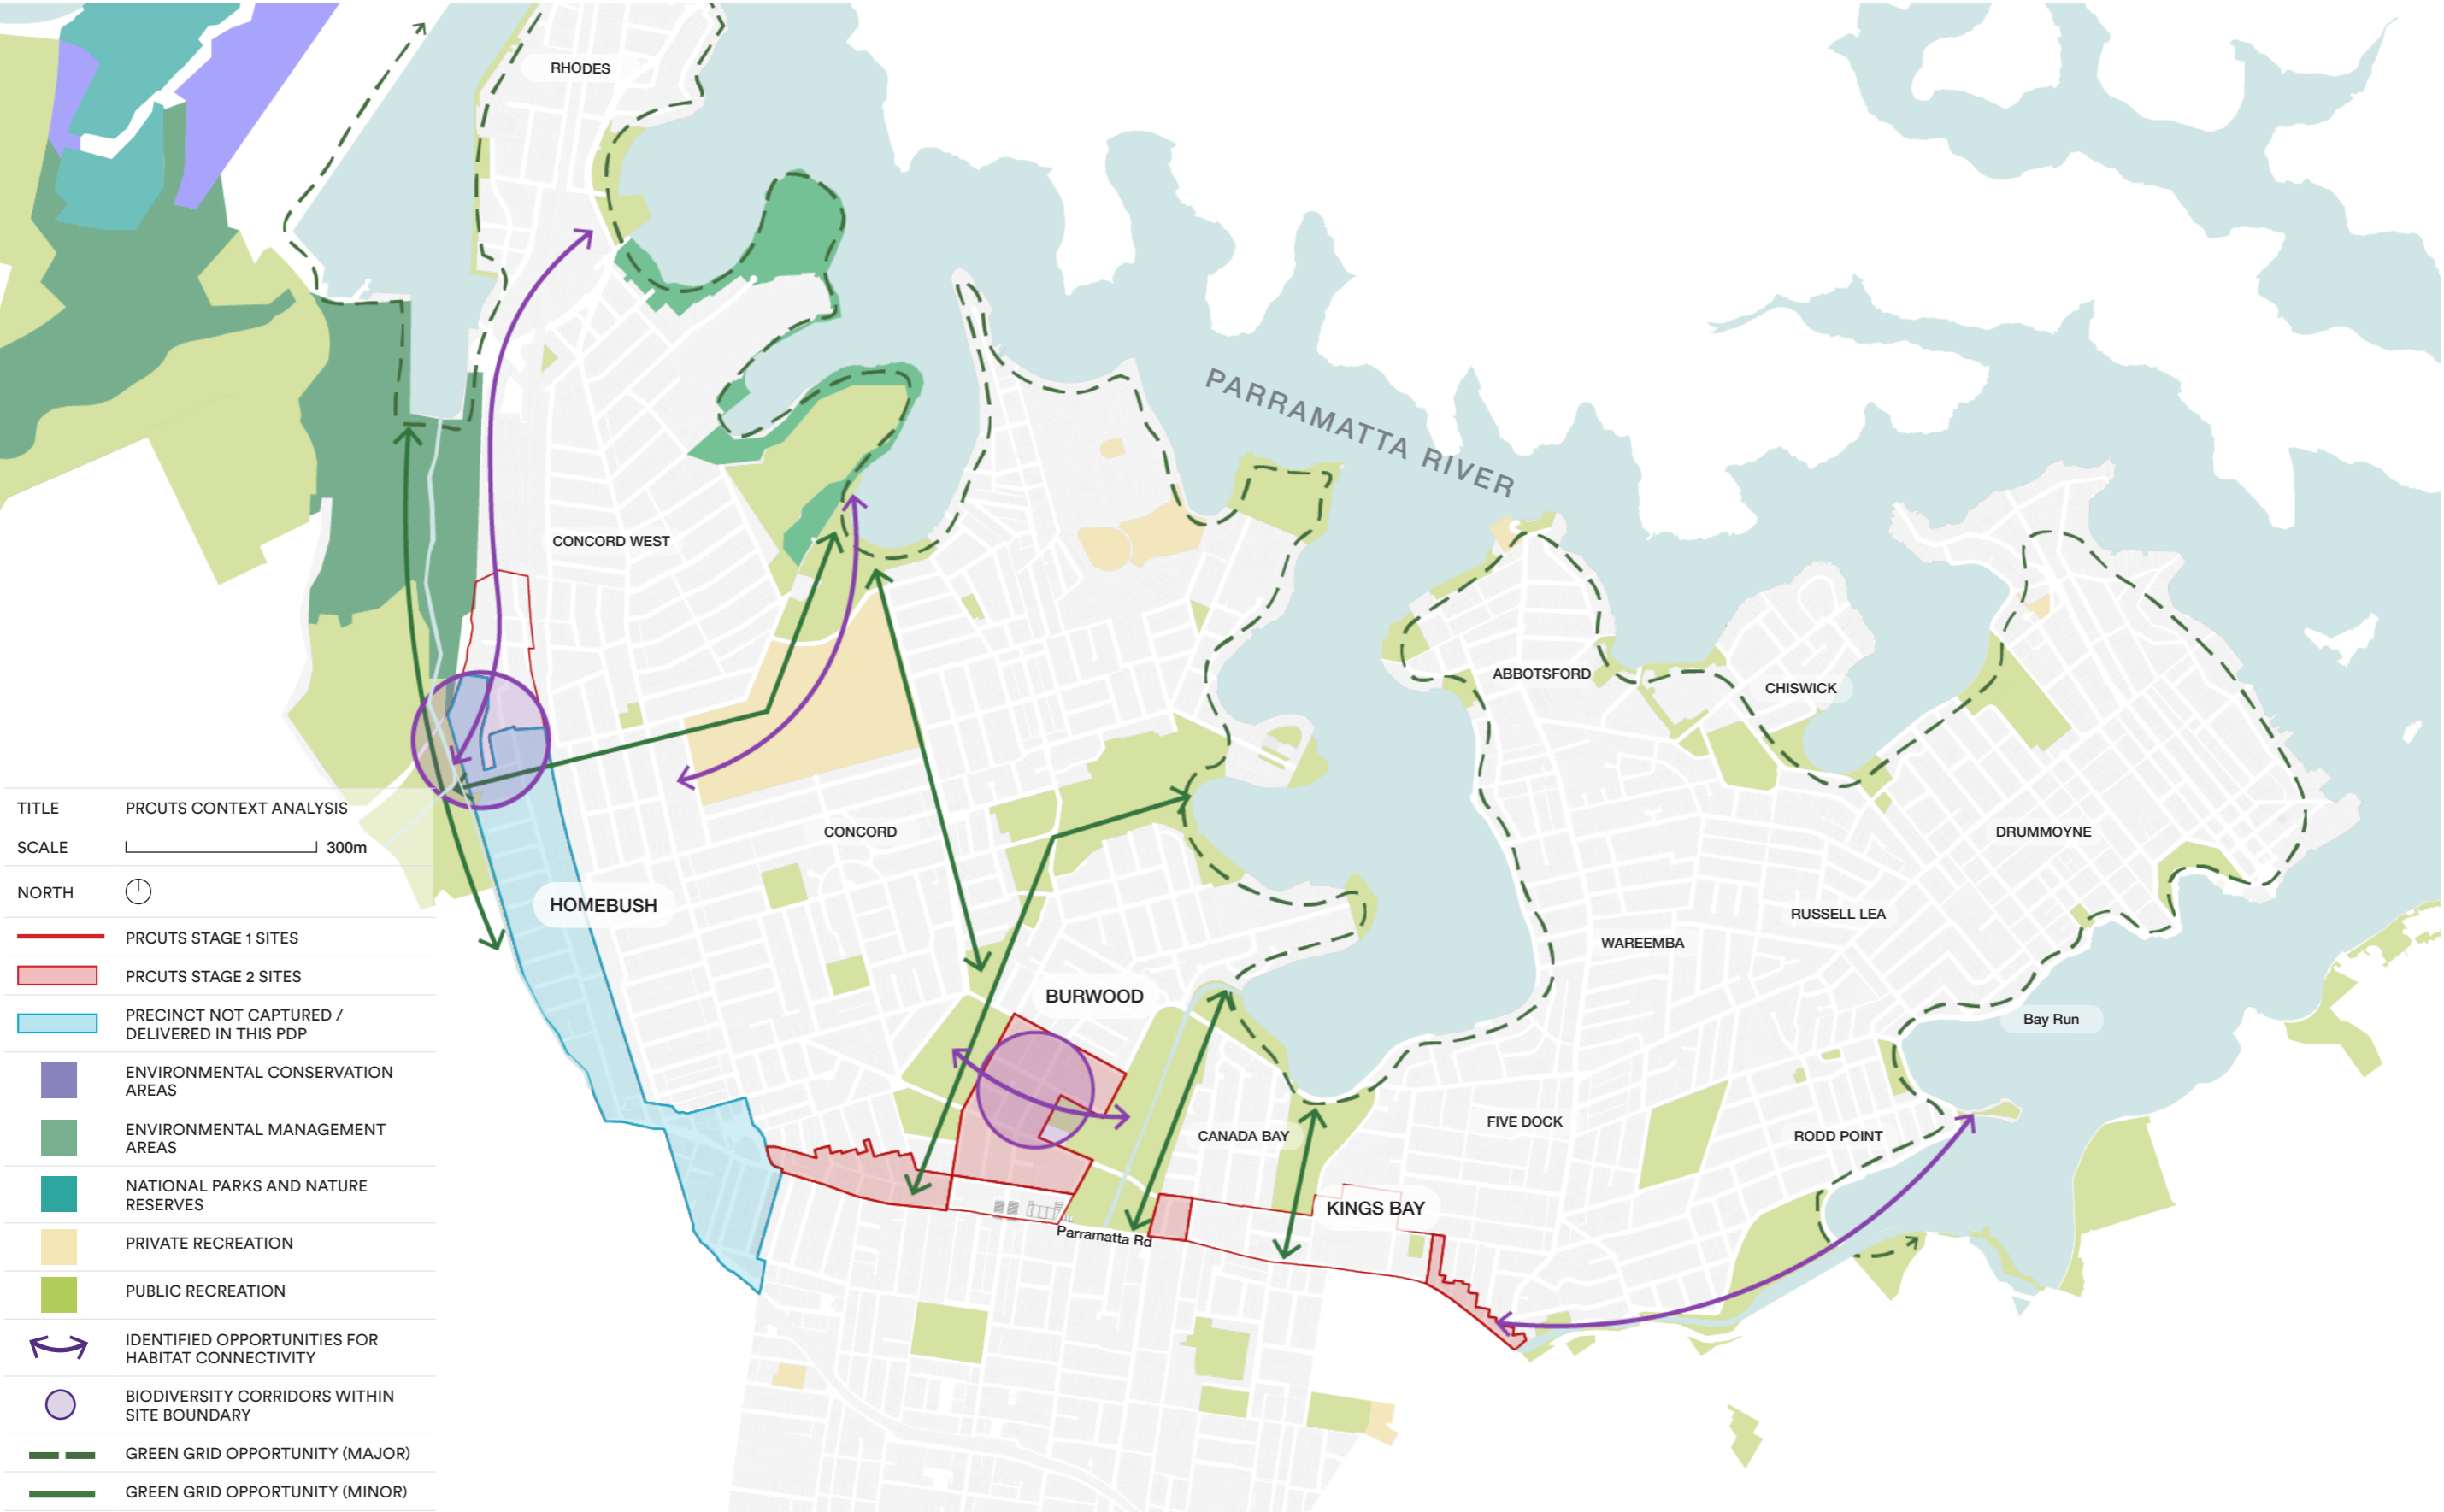 RHODES
PARRAMATTA RIVER
CONCORD WEST
ABBOTSFORD
CHISWICK
CONCORD
DRUMMOYNE
HOMEBUSH
RUSSELL LEA
WAREEMBA
BURWOOD
Bay Run
FIVE DOCK
CANADA BAY
RODD POINT
KINGS BAY
Parramatta Rd
TITLE PRCUTS CONTEXT ANALYSIS
SCALE 300m
NORTH
PRCUTS STAGE 1 SITES
PRCUTS STAGE 2 SITES
PRECINCT NOT CAPTURED /
DELIVERED IN THIS PDP
ENVIRONMENTAL CONSERVATION
AREAS
ENVIRONMENTAL MANAGEMENT
AREAS
NATIONAL PARKS AND NATURE
RESERVES
PRIVATE RECREATION
PUBLIC RECREATION
IDENTIFIED OPPORTUNITIES FOR
HABITAT CONNECTIVITY
BIODIVERSITY CORRIDORS WITHIN
SITE BOUNDARY
GREEN GRID OPPORTUNITY (MAJOR)
GREEN GRID OPPORTUNITY (MINOR)